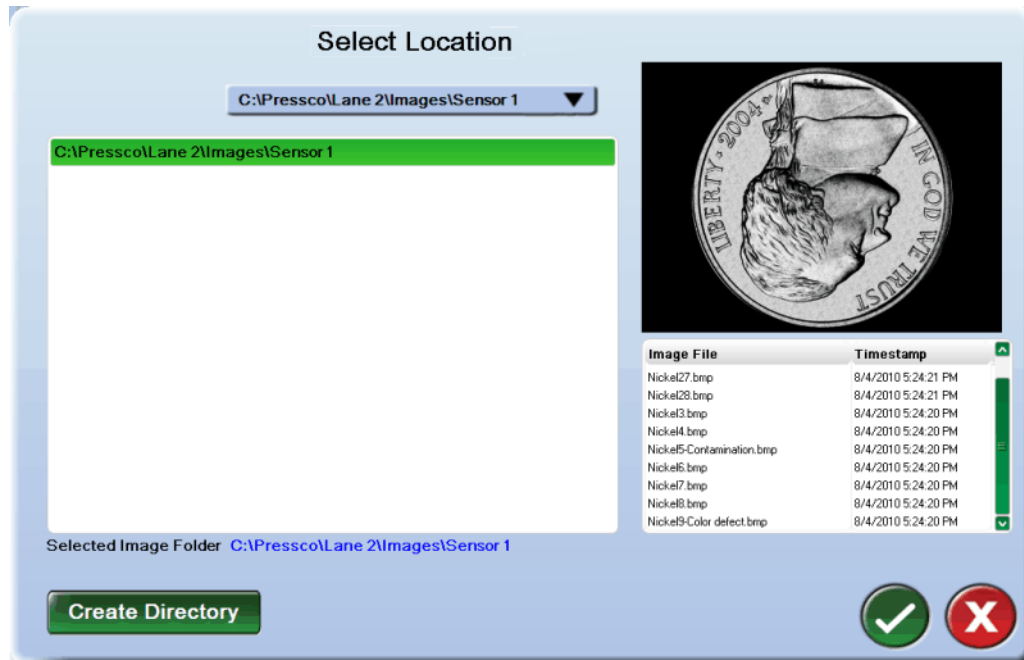 Select Location
C:\Pressco\Lane 2\Images\Sensor 1
C:\Pressco\Lane 2\Images\Sensor 1
LIBERTY · 2004
IN GOD WE TRUST
Image File Timestamp
Nickel27.bmp 8/4/2010 5:24:21 PM
Nickel28.bmp 8/4/2010 5:24:21 PM
Nickel3.bmp 8/4/2010 5:24:20 PM
Nickel4.bmp 8/4/2010 5:24:20 PM
Nickel5-Contamination.bmp 8/4/2010 5:24:20 PM
Nickel6.bmp 8/4/2010 5:24:20 PM
Nickel7.bmp 8/4/2010 5:24:20 PM
Nickel8.bmp 8/4/2010 5:24:20 PM
Nickel9-Color defect.bmp 8/4/2010 5:24:20 PM
Selected Image Folder C:\Pressco\Lane 2\Images\Sensor 1
Create Directory